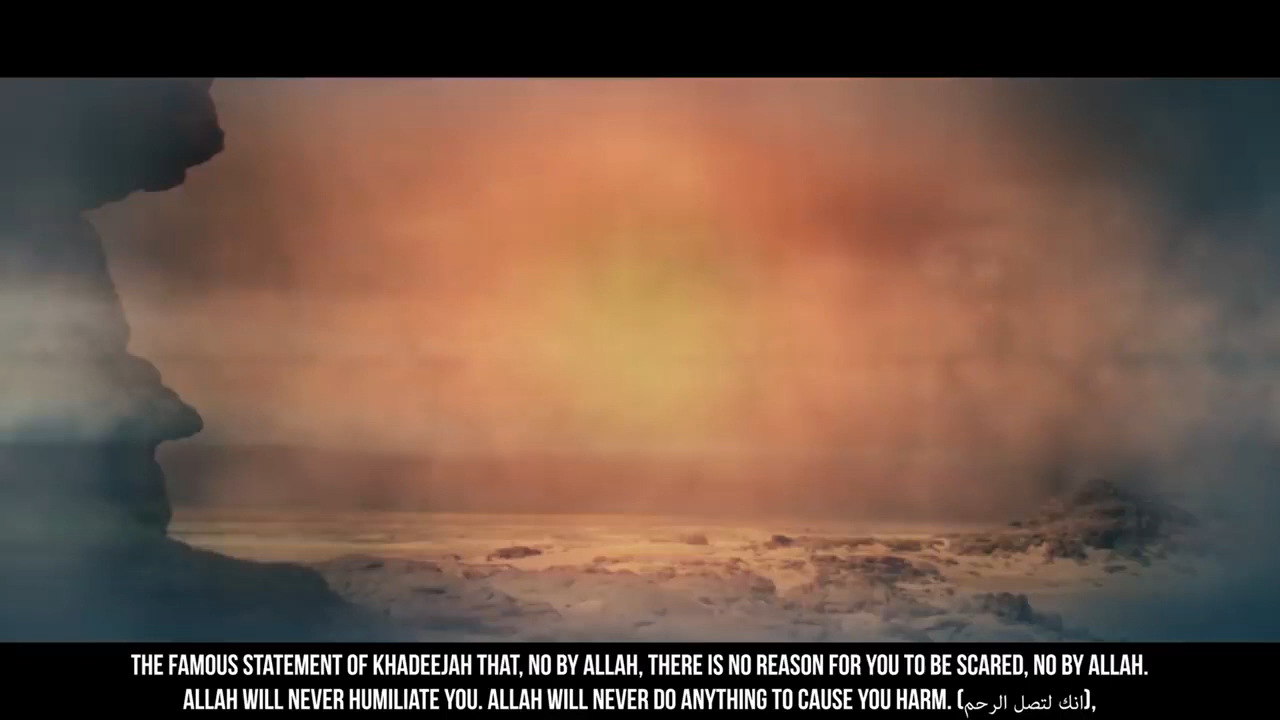 THE FAMOUS STATEMENT OF KHADEEJAH THAT, NO BY ALLAH, THERE IS NO REASON FOR YOU TO BE SCARED, NO BY ALLAH.
ALLAH WILL NEVER HUMILIATE YOU. ALLAH WILL NEVER DO ANYTHING TO CAUSE YOU HARM. (انك لتصل الرحم),